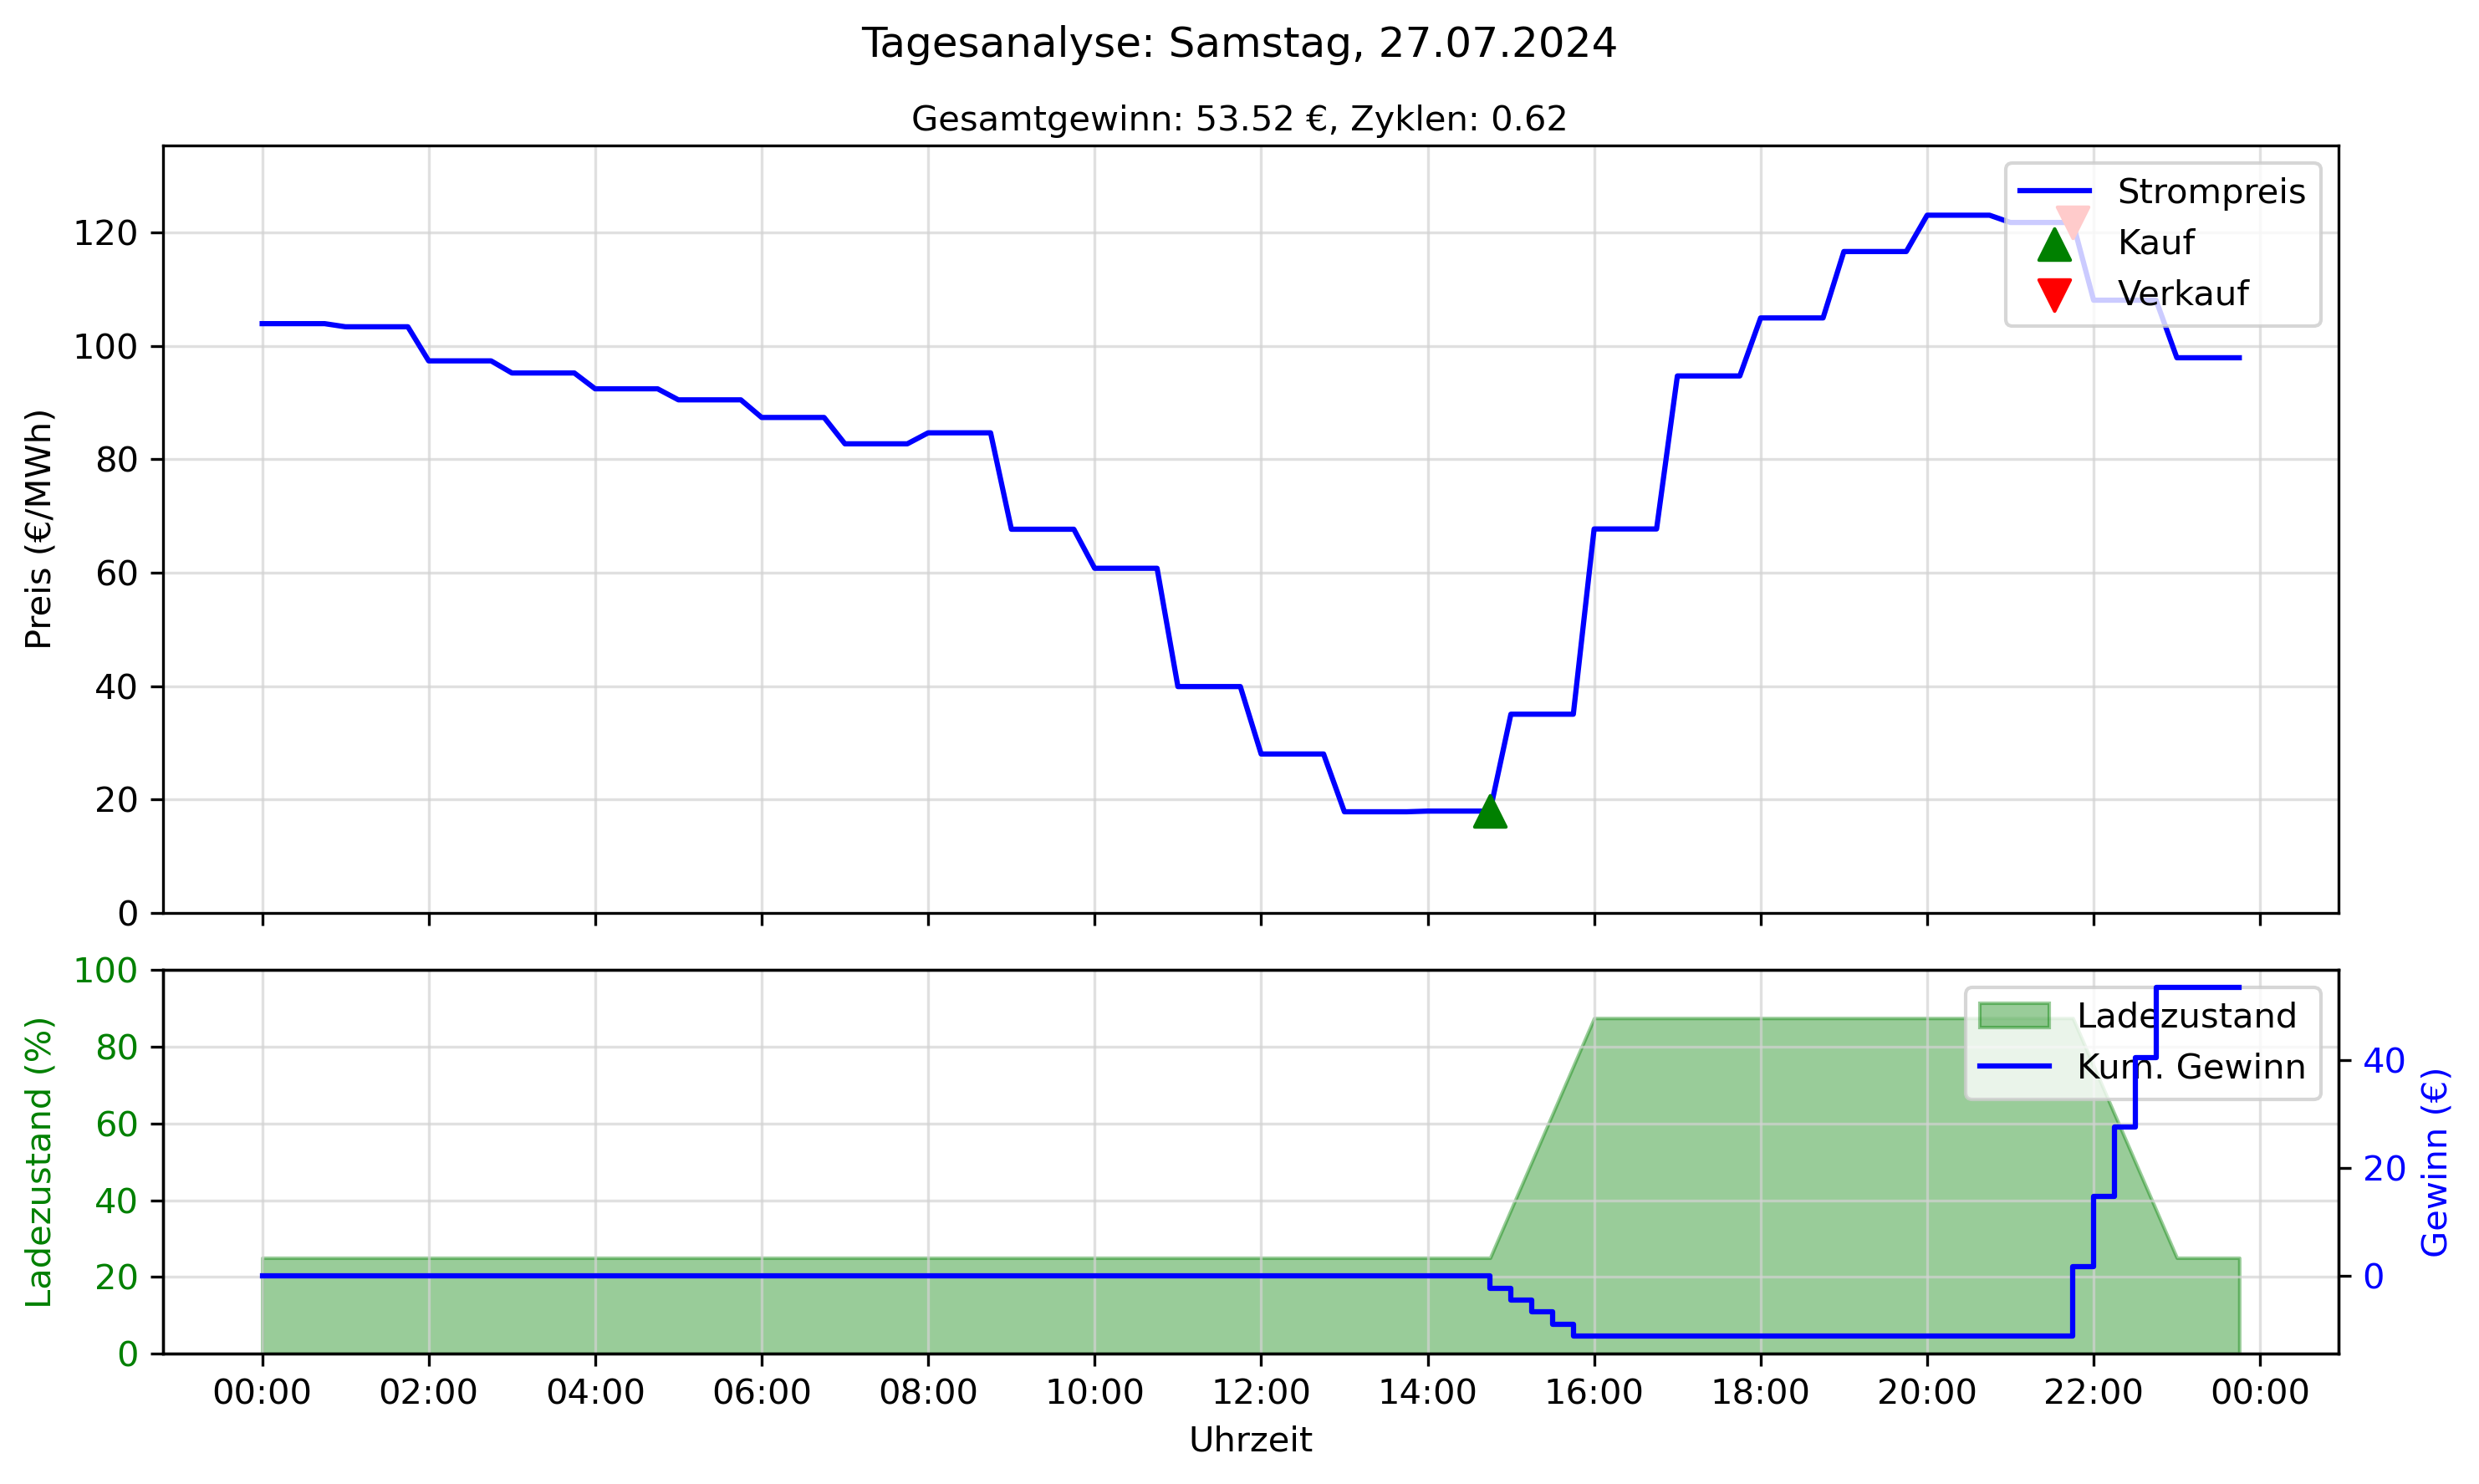 Tagesanalyse: Samstag, 27.07.2024
Gesamtgewinn: 53.52 €, Zyklen: 0.62
Preis (€/MWh)
120
100
80
60
40
20
0
Strompreis
Kauf
Verkauf
Ladezustand (%)
100
80
60
40
20
0
Ladezustand
Kum. Gewinn
40
20
0
Gewinn (€)
00:00 02:00 04:00 06:00 08:00 10:00 12:00 14:00 16:00 18:00 20:00 22:00 00:00
Uhrzeit